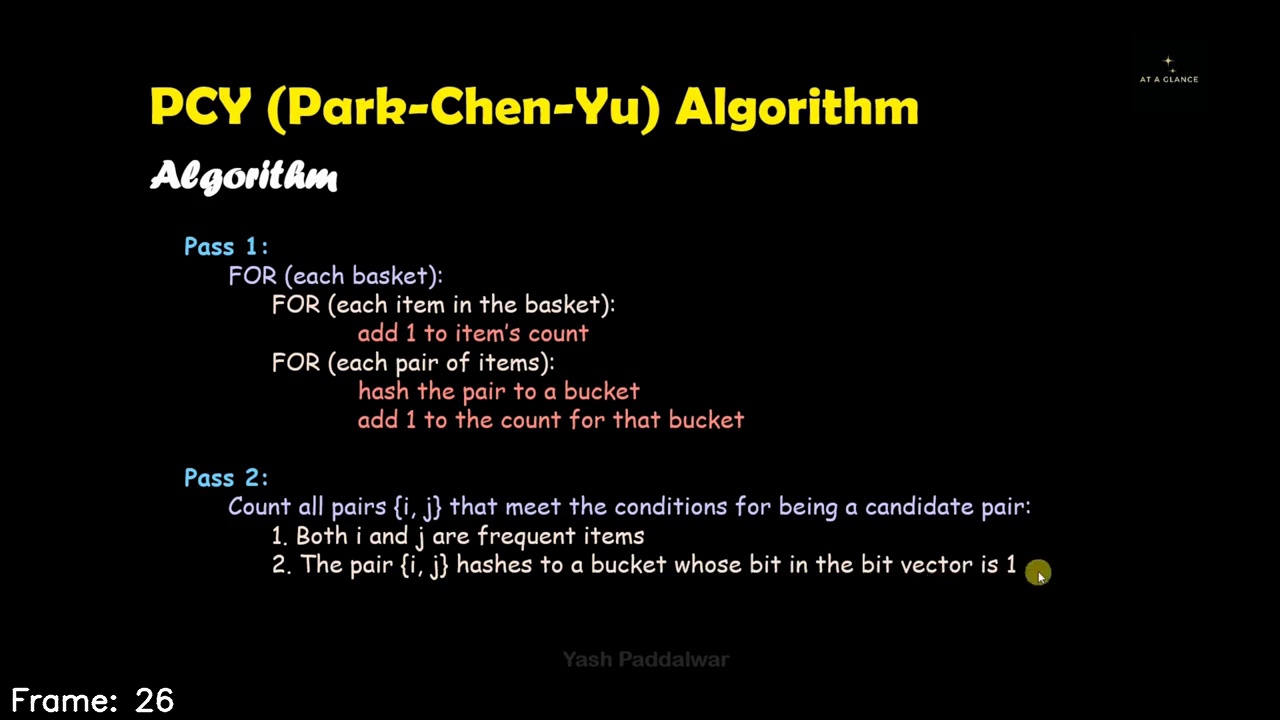 AT A GLANCE
PCY (Park-Chen-Yu) Algorithm
Algorithm
Pass 1:
FOR (each basket):
FOR (each item in the basket):
add 1 to item's count
FOR (each pair of items):
hash the pair to a bucket
add 1 to the count for that bucket
Pass 2:
Count all pairs {i, j} that meet the conditions for being a candidate pair:
1. Both i and j are frequent items
2. The pair {i, j} hashes to a bucket whose bit in the bit vector is 1
Yash Paddalwar
Frame: 26